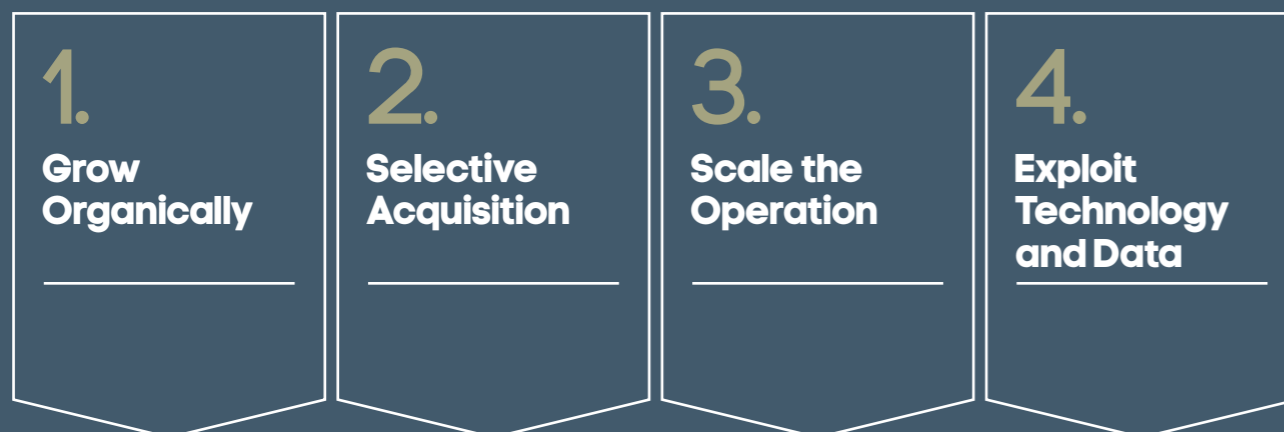 1.
Grow
Organically
2.
Selective
Acquisition
3.
Scale the
Operation
4.
Exploit
Technology
and Data